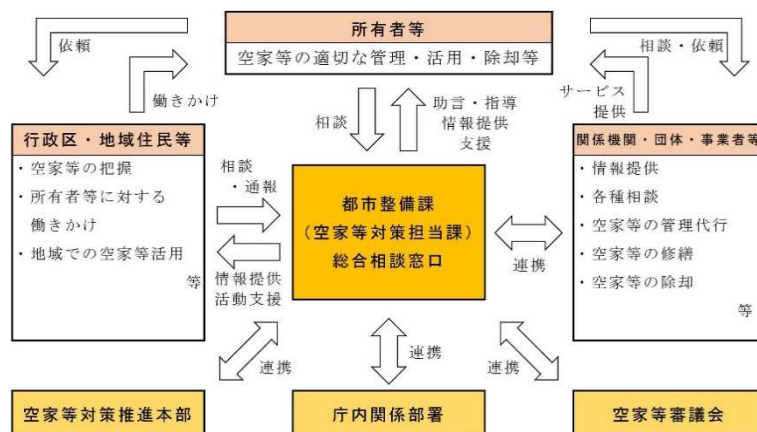 所有者等
空家等の適切な管理・活用・除却等
依頼
相談・依頼
働きかけ
サービス
提供
相談
助言・指導
情報提供
支援
行政区・地域住民等
・空家等の把握
・所有者等に対する
働きかけ
・地域での空家等活用
等
相談
・通報
情報提供
活動支援
都市整備課
(空家等対策担当課)
総合相談窓口
連携
関係機関・団体・事業者等
・情報提供
・各種相談
・空家等の管理代行
・空家等の修繕
・空家等の除却
等
連携
連携
連携
空家等対策推進本部
庁内関係部署
空家等審議会